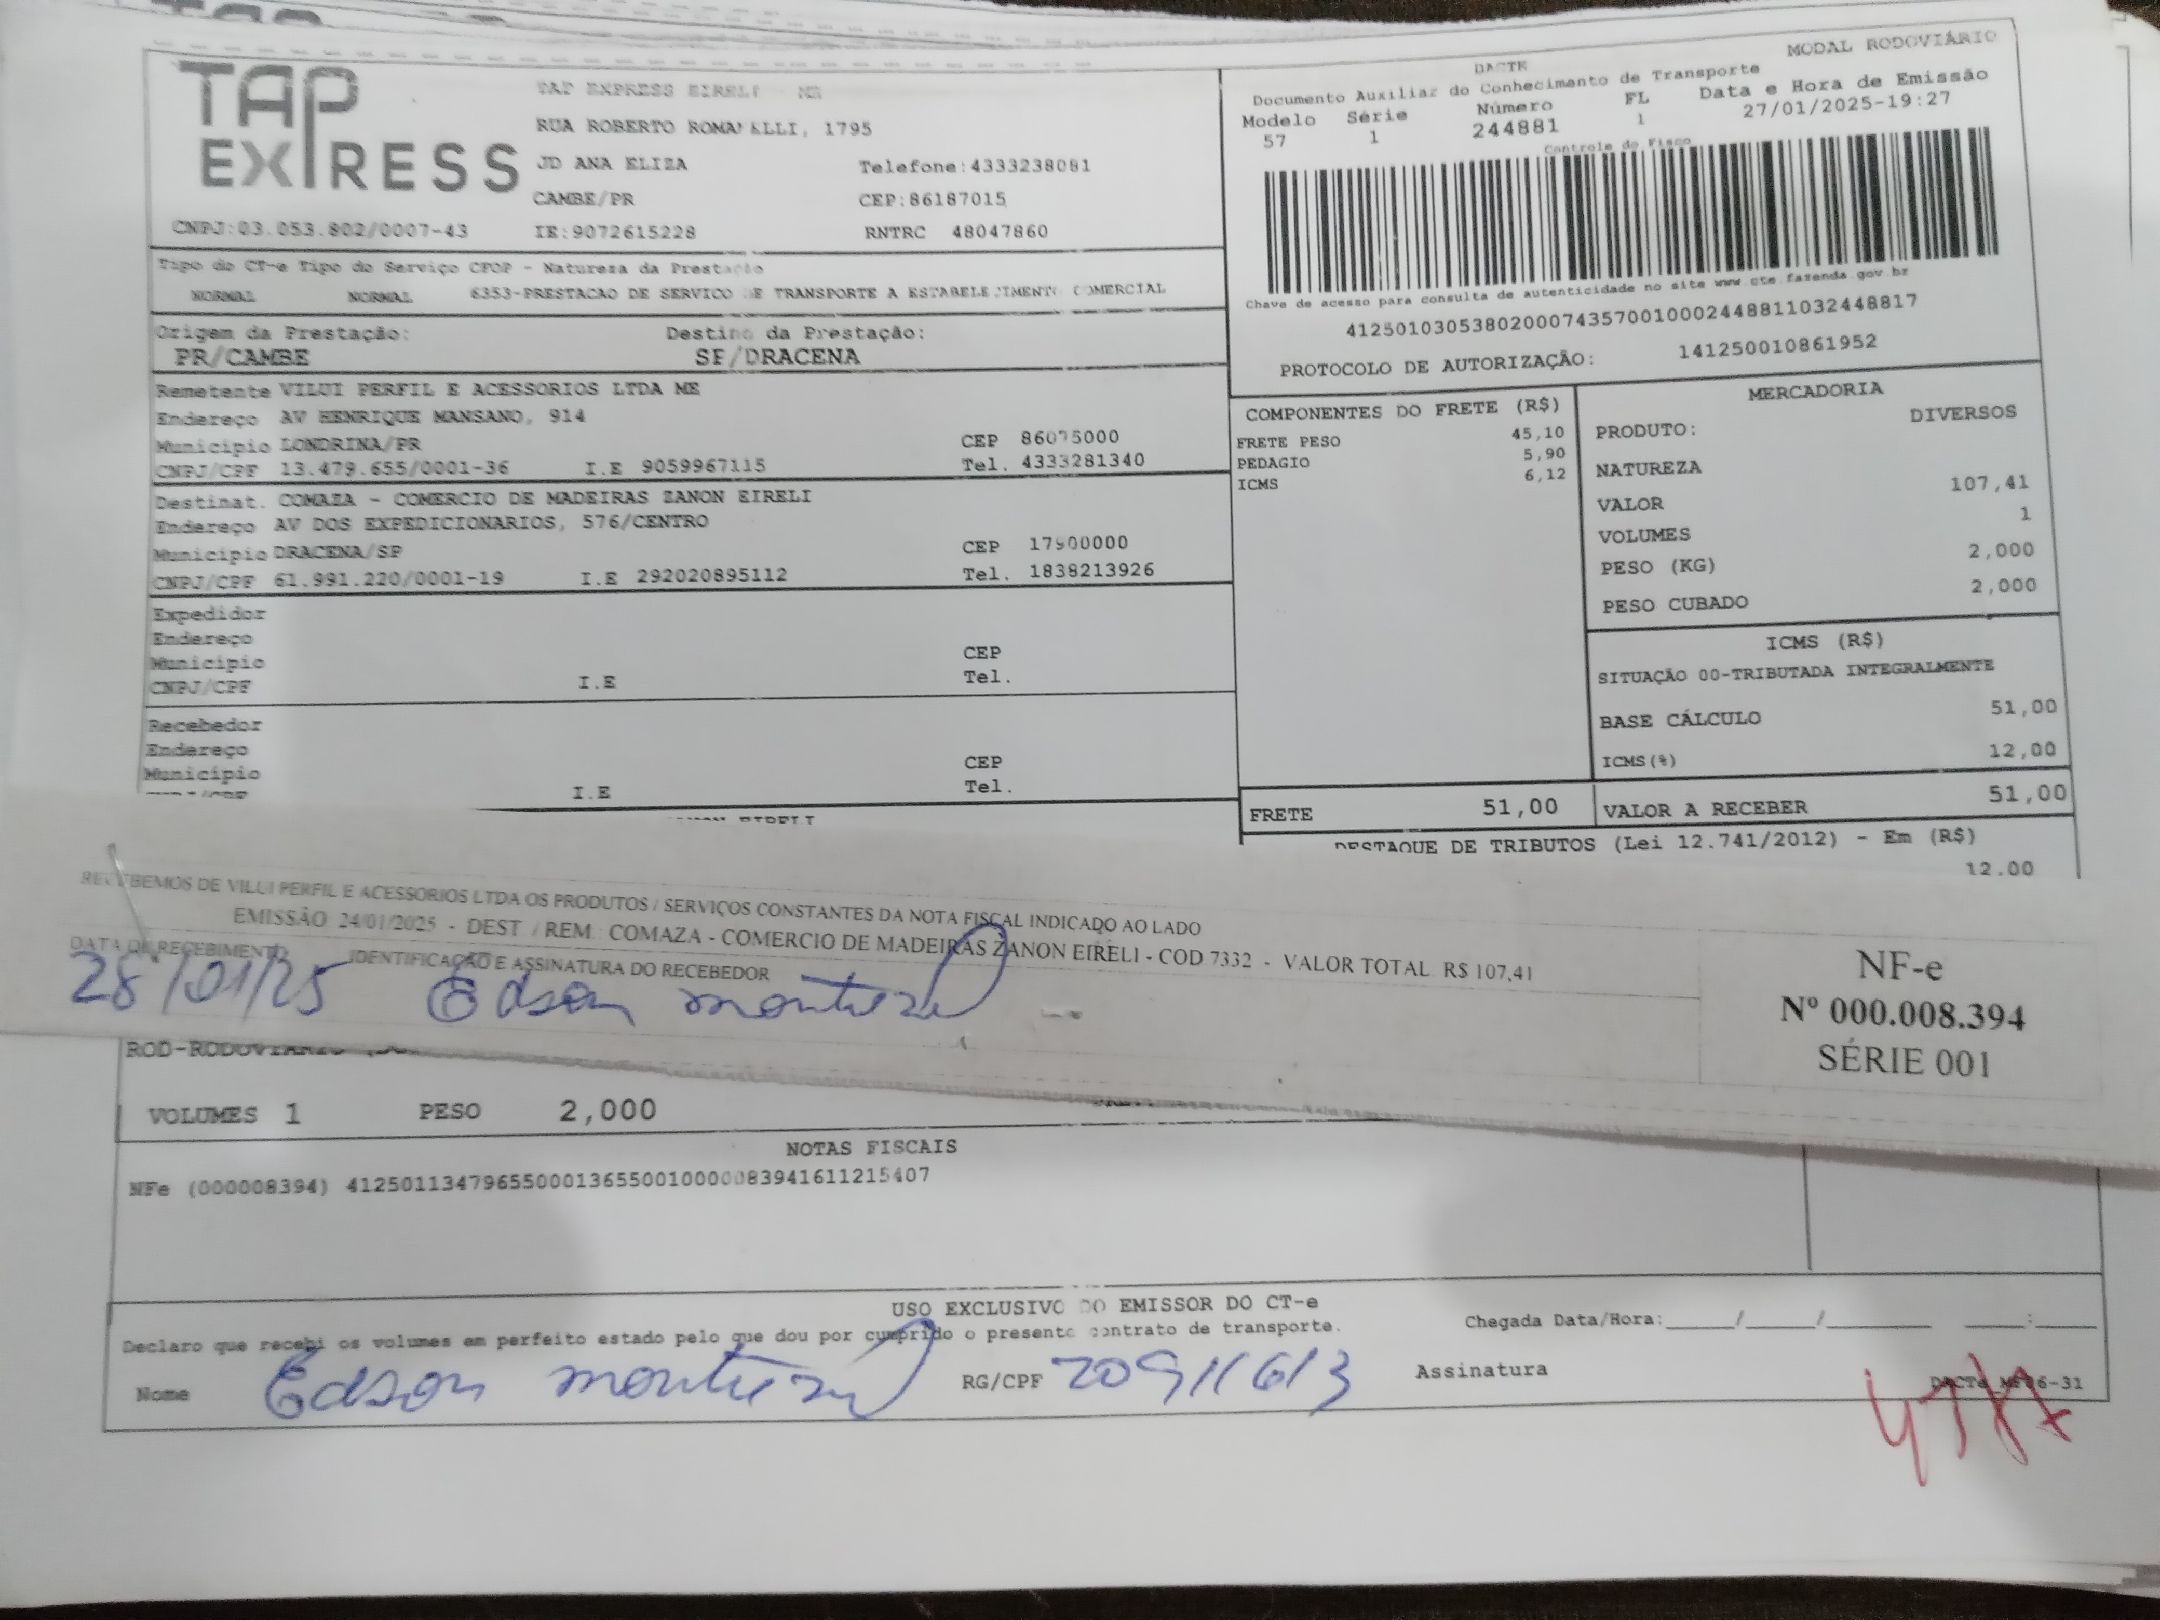 TAP EXPRESS
TAP EXPRESS EIRELI - ME
RUA ROBERTO ROMANELLI, 1795
JD ANA ELIZA Telefone:4333238081
CAMBE/PR CEP:86187015
CNPJ:03.053.802/0007-43 IE:9072615228 RNTRC 48047860
Tipo do CT-e Tipo do Serviço CFOP - Natureza da Prestação
NORMAL NORMAL 6353-PRESTACAO DE SERVICO DE TRANSPORTE A ESTABELECIMENTO COMERCIAL
Origem da Prestação: Destino da Prestação:
PR/CAMBE SP/DRACENA
Remetente VILUI PERFIL E ACESSORIOS LTDA ME
Endereço AV HENRIQUE MANSANO, 914
Município LONDRINA/PR CEP 86075000
CNPJ/CPF 13.479.655/0001-36 I.E 9059967115 Tel. 4333281340
Destinat. COMAZA - COMERCIO DE MADEIRAS ZANON EIRELI
Endereço AV DOS EXPEDICIONARIOS, 576/CENTRO
Município DRACENA/SP CEP 17900000
CNPJ/CPF 61.991.220/0001-19 I.E 292020895112 Tel. 1838213926
Expedidor
Endereço
Município CEP
CNPJ/CPF I.E Tel.
Recebedor
Endereço
Município CEP
I.E Tel.
MODAL RODOVIÁRIO
DACTE
Documento Auxiliar do Conhecimento de Transporte
Modelo Série Número FL Data e Hora de Emissão
57 1 244881 1 27/01/2025-19:27
Controle do Fisco
Chave de acesso para consulta de autenticidade no site www.cte.fazenda.gov.br
41250103053802000743570010002448811032448817
PROTOCOLO DE AUTORIZAÇÃO: 141250010861952
COMPONENTES DO FRETE (R$)
FRETE PESO 45,10
PEDAGIO 5,90
ICMS 6,12
MERCADORIA
PRODUTO: DIVERSOS
NATUREZA
VALOR 107,41
VOLUMES 1
PESO (KG) 2,000
PESO CUBADO 2,000
ICMS (R$)
SITUAÇÃO 00-TRIBUTADA INTEGRALMENTE
BASE CÁLCULO 51,00
ICMS(%) 12,00
FRETE 51,00 VALOR A RECEBER 51,00
DESTAQUE DE TRIBUTOS (Lei 12.741/2012) - Em (R$)
12.00
RECEBEMOS DE VILUI PERFIL E ACESSORIOS LTDA OS PRODUTOS / SERVIÇOS CONSTANTES DA NOTA FISCAL INDICADO AO LADO
EMISSÃO 24/01/2025 - DEST / REM COMAZA - COMERCIO DE MADEIRAS ZANON EIRELI - COD 7332 - VALOR TOTAL R$ 107,41
DATA DE RECEBIMENTO IDENTIFICAÇÃO E ASSINATURA DO RECEBEDOR
28/01/25 Edson
NF-e
Nº 000.008.394
SÉRIE 001
VOLUMES 1 PESO 2,000
NOTAS FISCAIS
NFe (000008394) 41250113479655000136550010000083941611215407
USO EXCLUSIVO DO EMISSOR DO CT-e
Declaro que recebi os volumes em perfeito estado pelo que dou por cumprido o presente contrato de transporte.
Chegada Data/Hora:_____/_____/________ _____:_____
Nome Edson RG/CPF 20911613 Assinatura